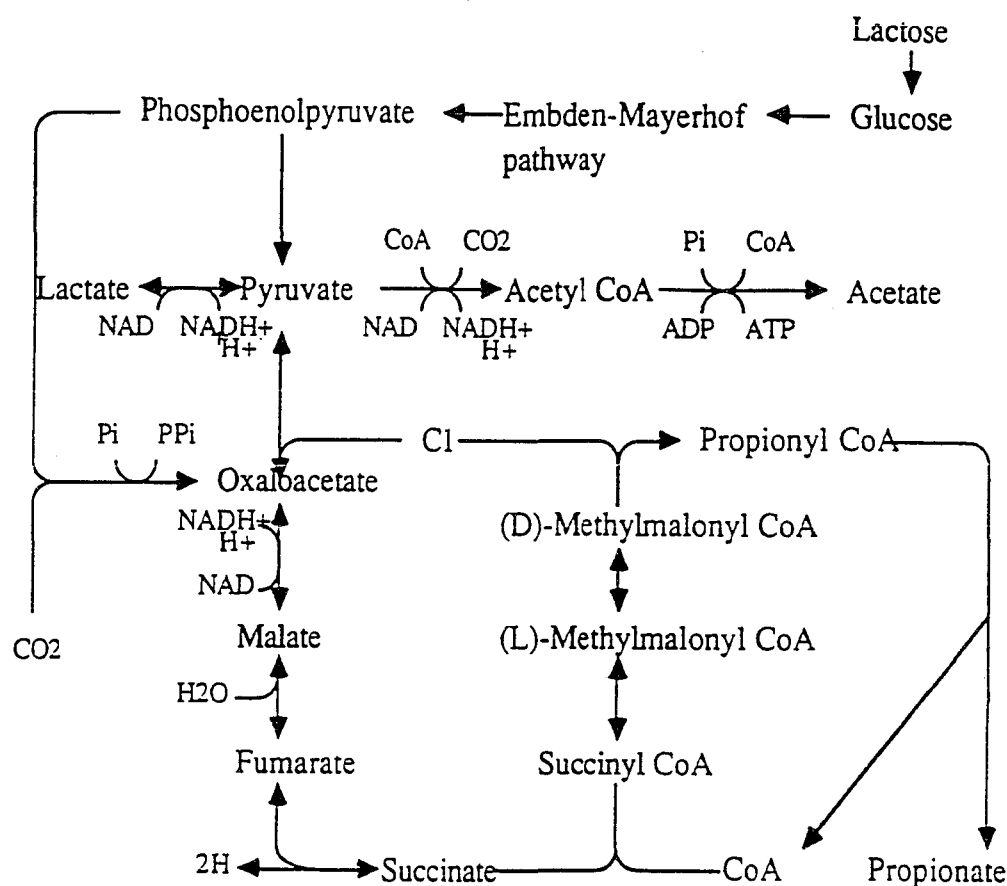 Lactose
Phosphoenolpyruvate
Embden-Mayerhof
pathway
Glucose
CoA
CO2
Pi
CoA
Lactate
Pyruvate
Acetyl CoA
Acetate
NAD
NADH+
H+
NAD
NADH+
H+
ADP
ATP
Pi
PPi
C1
Propionyl CoA
Oxaloacetate
NADH+
H+
(D)-Methylmalonyl CoA
NAD
Malate
(L)-Methylmalonyl CoA
CO2
H2O
Fumarate
Succinyl CoA
2H
Succinate
CoA
Propionate